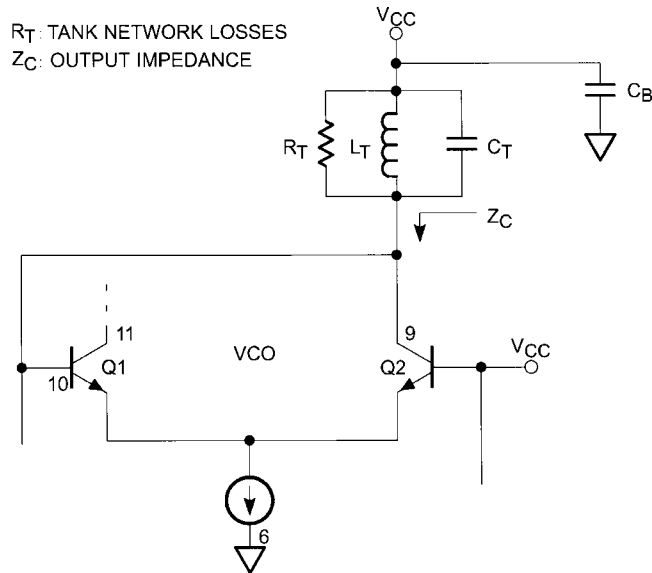 VCC
RT: TANK NETWORK LOSSES
ZC: OUTPUT IMPEDANCE
CB
RT
LT
CT
ZC
11
9
VCO
VCC
10
Q1
Q2
6